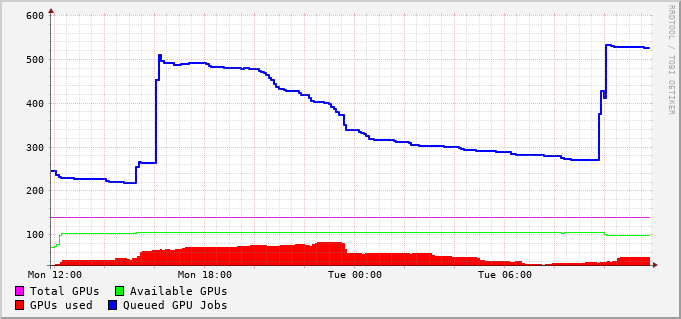 600
500
400
300
200
100
Mon 12:00 Mon 18:00 Tue 00:00 Tue 06:00
Total GPUs Available GPUs
GPUs used Queued GPU Jobs
RRDTOOL / TOBI OETIKER